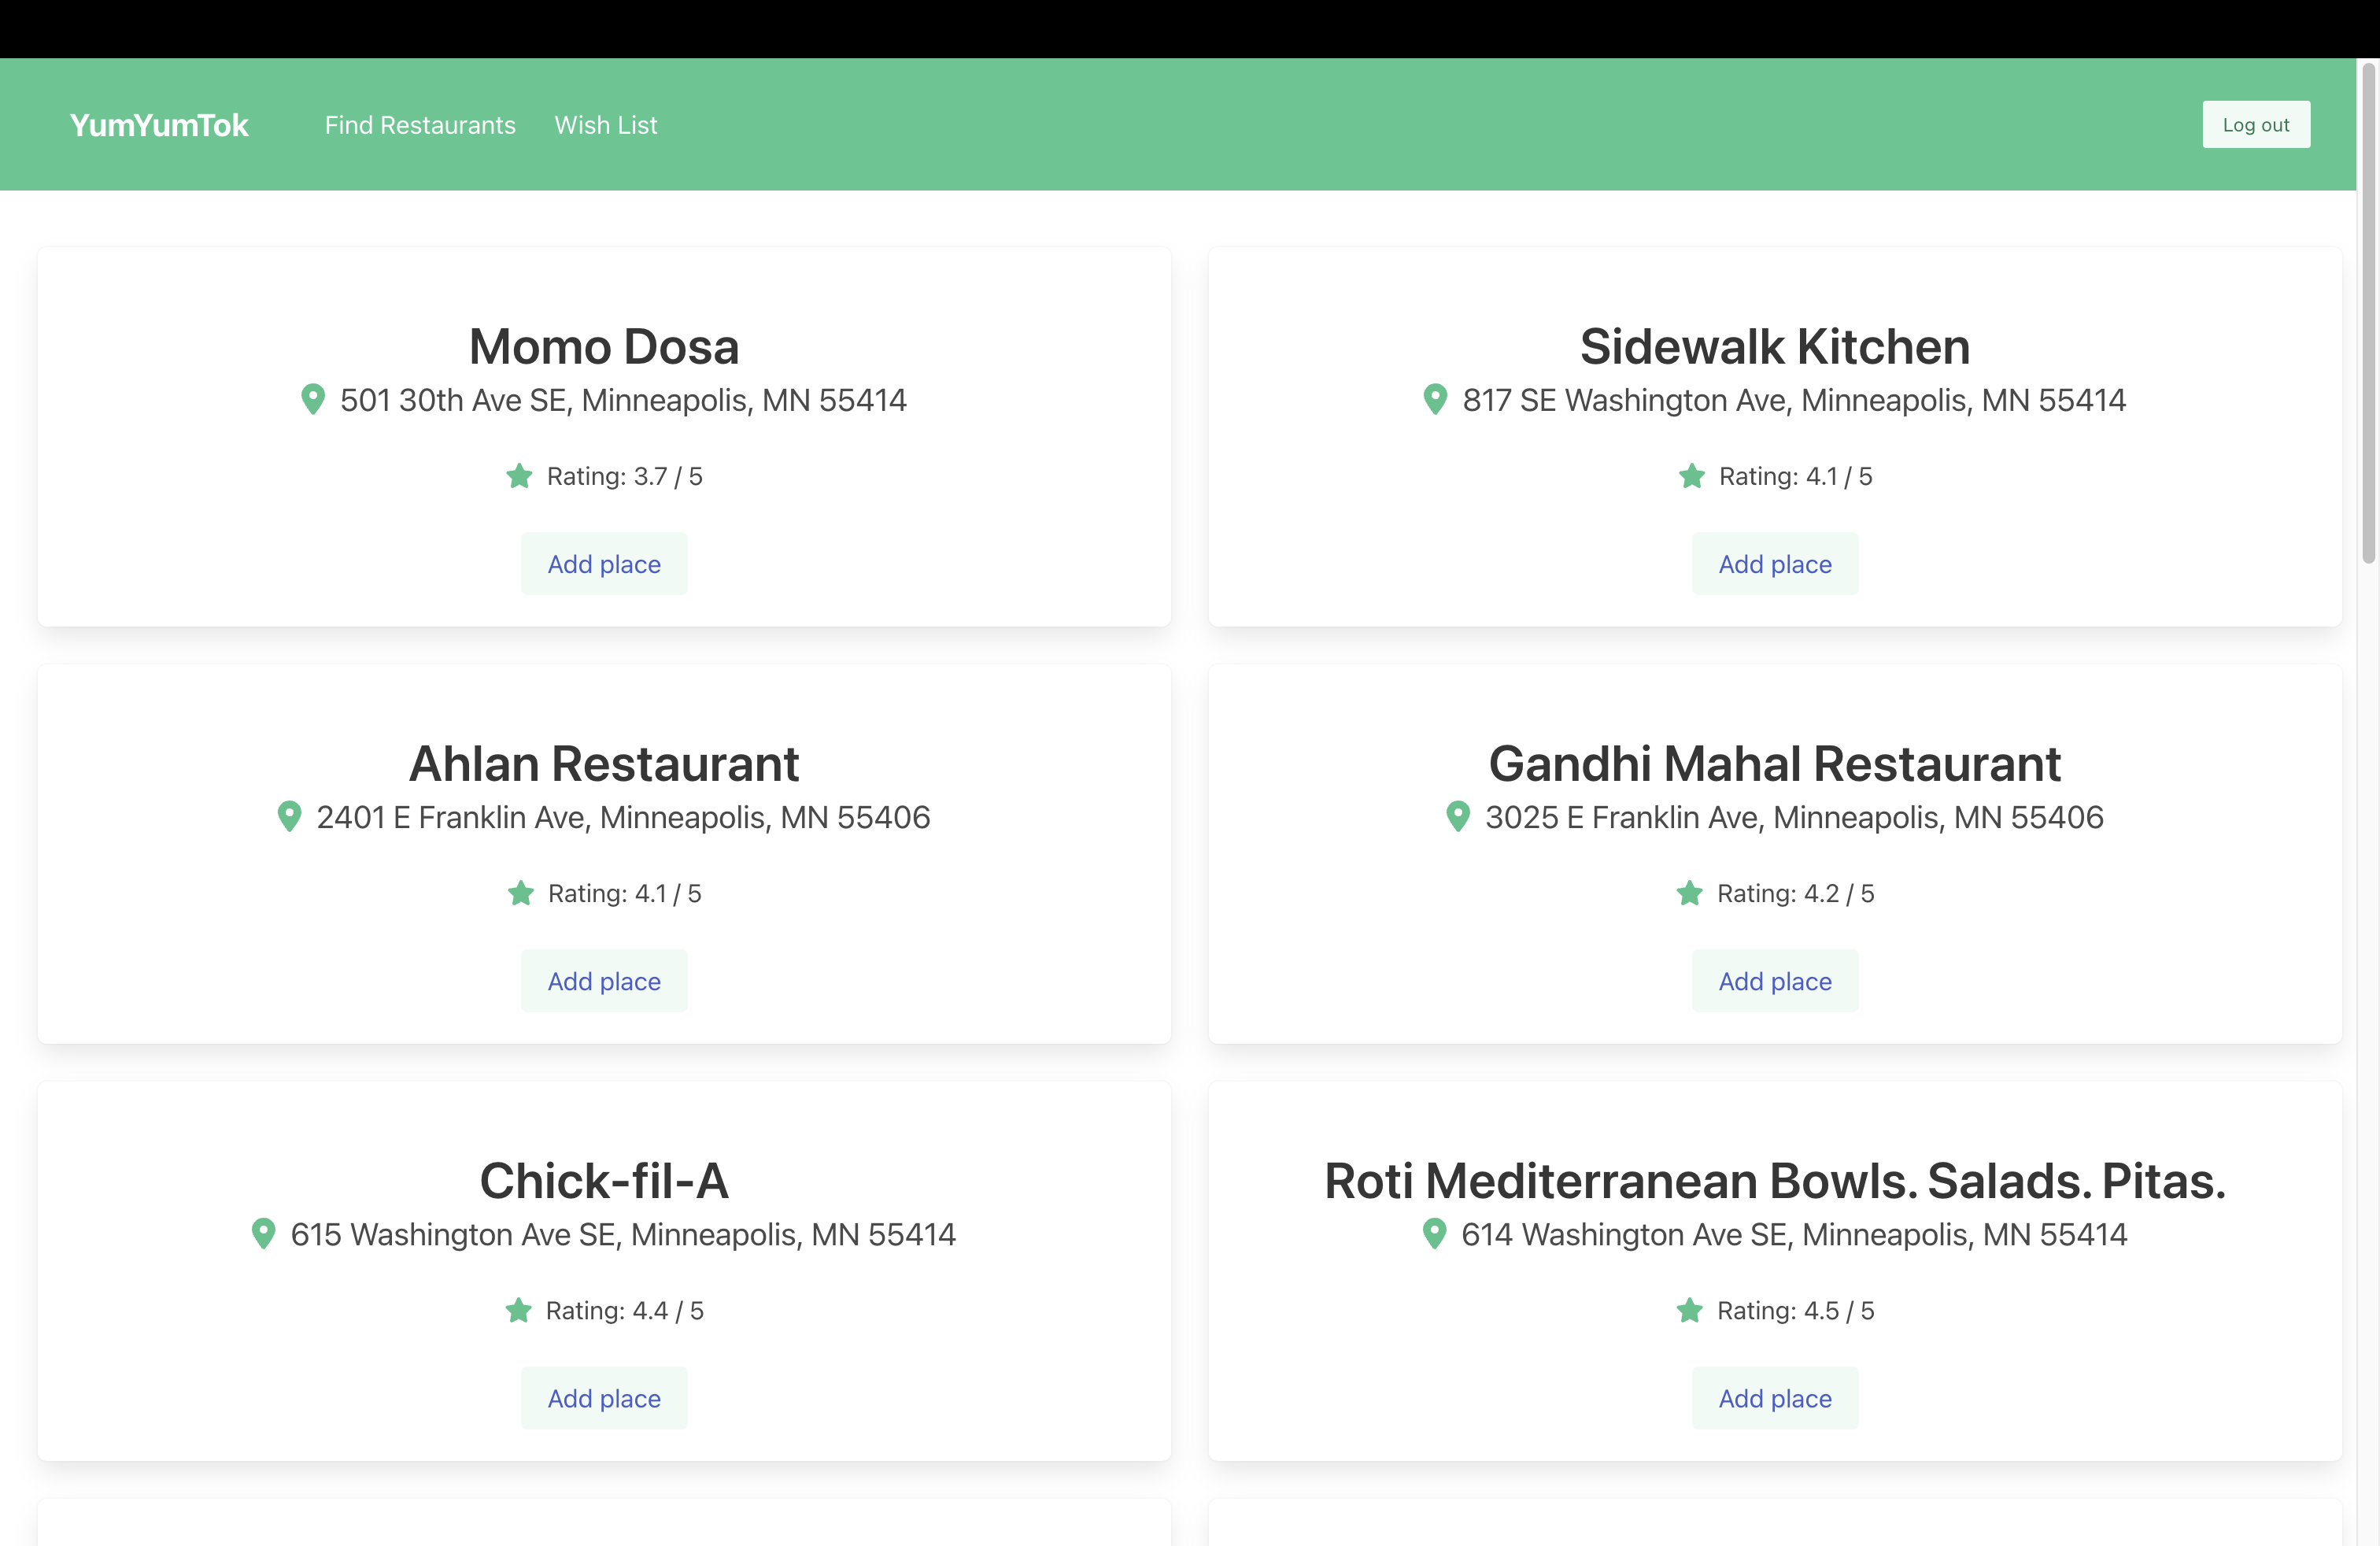 YumYumTok
Find Restaurants
Wish List
Log out
Momo Dosa
501 30th Ave SE, Minneapolis, MN 55414
Rating: 3.7 / 5
Add place
Sidewalk Kitchen
817 SE Washington Ave, Minneapolis, MN 55414
Rating: 4.1 / 5
Add place
Ahlan Restaurant
2401 E Franklin Ave, Minneapolis, MN 55406
Rating: 4.1 / 5
Add place
Gandhi Mahal Restaurant
3025 E Franklin Ave, Minneapolis, MN 55406
Rating: 4.2 / 5
Add place
Chick-fil-A
615 Washington Ave SE, Minneapolis, MN 55414
Rating: 4.4 / 5
Add place
Roti Mediterranean Bowls. Salads. Pitas.
614 Washington Ave SE, Minneapolis, MN 55414
Rating: 4.5 / 5
Add place